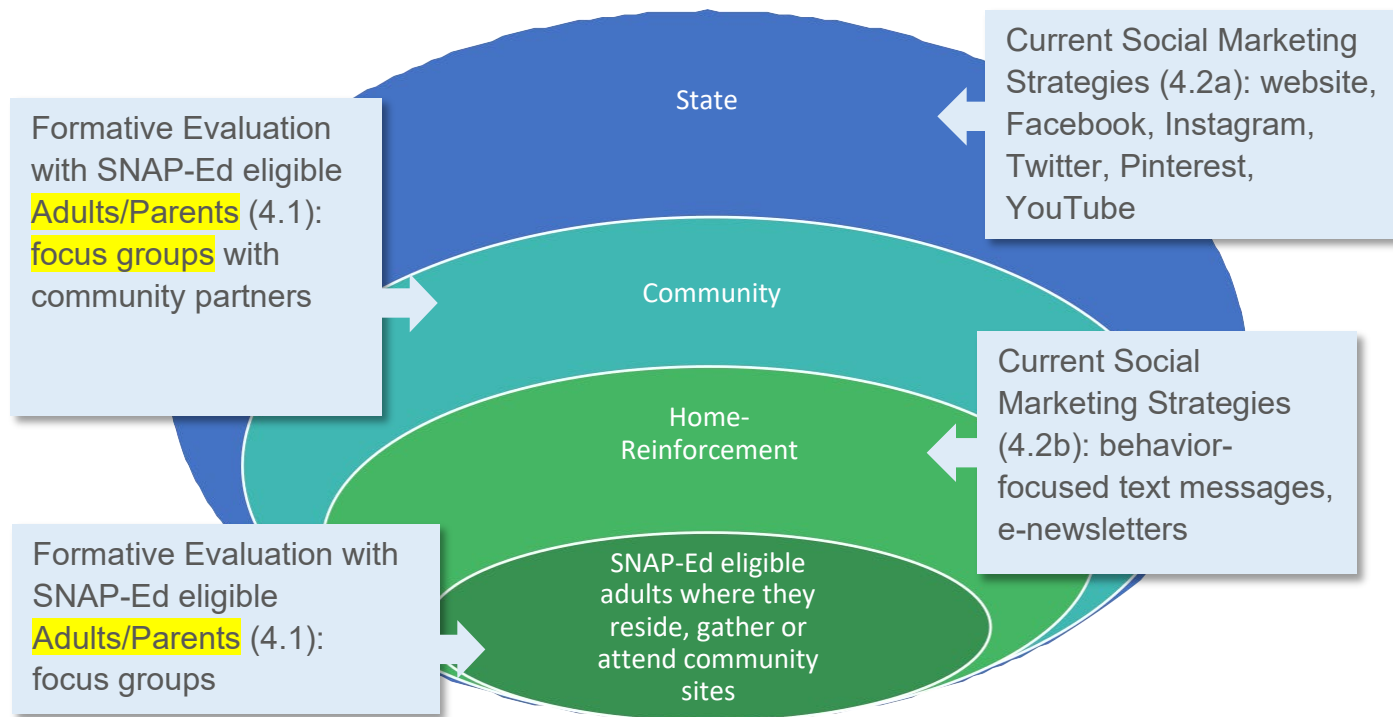 State
Current Social Marketing
Strategies (4.2a): website,
Facebook, Instagram,
Twitter, Pinterest,
YouTube
Formative Evaluation
with SNAP-Ed eligible
Adults/Parents (4.1):
focus groups with
community partners
Community
Home-
Reinforcement
Current Social
Marketing Strategies
(4.2b): behavior-
focused text messages,
e-newsletters
Formative Evaluation with
SNAP-Ed eligible
Adults/Parents (4.1):
focus groups
SNAP-Ed eligible
adults where they
reside, gather or
attend community
sites